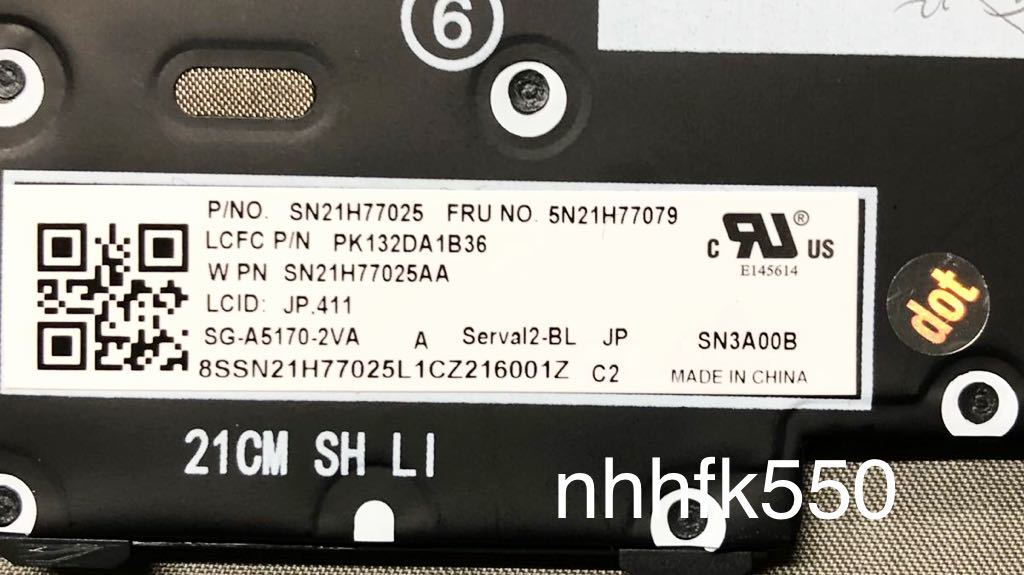 6
P/NO. SN21H77025 FRU NO. 5N21H77079
LCFC P/N PK132DA1B36
W PN SN21H77025AA
LCID: JP.411
SG-A5170-2VA A Serval2-BL JP SN3A00B
8SSN21H77025L1CZ216001Z C2 MADE IN CHINA
C RU ® US
E145614
dot
21CM SH LI
nhhfk550